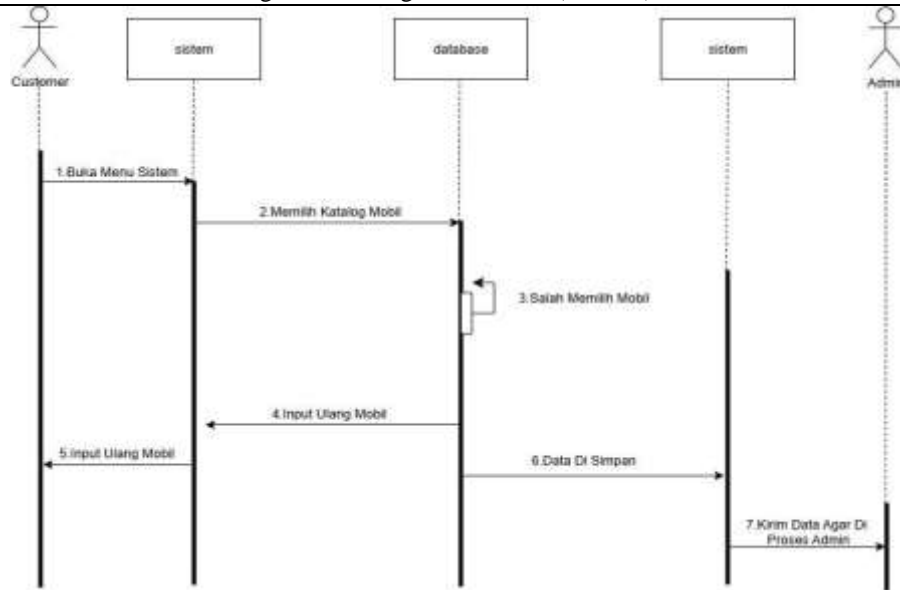 sistem
database
sistem
Customer
Admin
1.Buka Menu Sistem
2.Memilih Katalog Mobil
3.Salah Memilih Mobil
4.Input Ulang Mobil
5.Input Ulang Mobil
6.Data Di Simpan
7.Kirim Data Agar Di
Proses Admin